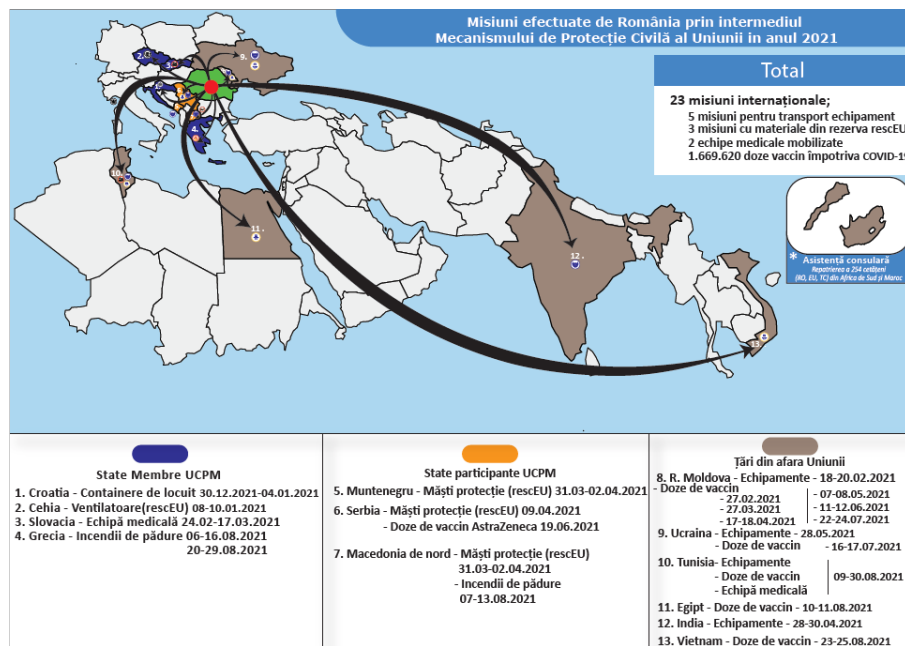 Misiuni efectuate de România prin intermediul
Mecanismului de Protecție Civilă al Uniunii in anul 2021
Total
23 misiuni internaționale;
5 misiuni pentru transport echipament
3 misiuni cu materiale din rezerva rescEU
2 echipe medicale mobilizate
1.669.620 doze vaccin împotriva COVID-19
* Asistență consulară
Repatrierea a 254 cetățeni
(RO, EU, TC) din Africa de Sud și Maroc
2.
9.
4.
10.
11.
12.
13.
State Membre UCPM
1. Croatia - Containere de locuit 30.12.2021-04.01.2021
2. Cehia - Ventilatoare(rescEU) 08-10.01.2021
3. Slovacia - Echipă medicală 24.02-17.03.2021
4. Grecia - Incendii de pădure 06-16.08.2021
20-29.08.2021
State participante UCPM
5. Muntenegru - Măști protecție (rescEU) 31.03-02.04.2021
6. Serbia - Măști protecție (rescEU) 09.04.2021
- Doze de vaccin AstraZeneca 19.06.2021
7. Macedonia de nord - Măști protecție (rescEU)
31.03-02.04.2021
- Incendii de pădure
07-13.08.2021
Țări din afara Uniunii
8. R. Moldova - Echipamente - 18-20.02.2021
- Doze de vaccin
- 27.02.2021
- 27.03.2021
- 17-18.04.2021
- 07-08.05.2021
- 11-12.06.2021
- 22-24.07.2021
9. Ucraina - Echipamente - 28.05.2021
- Doze de vaccin - 16-17.07.2021
10. Tunisia- Echipamente
- Doze de vaccin
- Echipă medicală
09-30.08.2021
11. Egipt - Doze de vaccin - 10-11.08.2021
12. India - Echipamente - 28-30.04.2021
13. Vietnam - Doze de vaccin - 23-25.08.2021